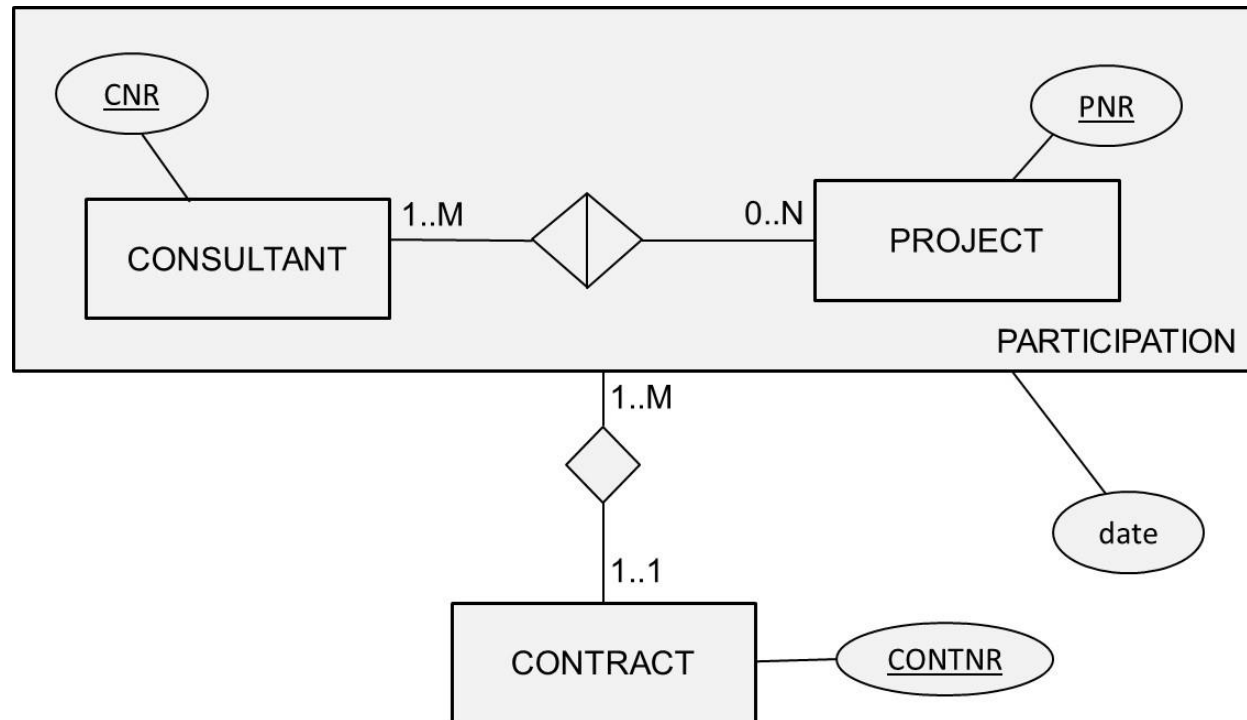 CNR
PNR
1..M
0..N
CONSULTANT
PROJECT
PARTICIPATION
1..M
date
1..1
CONTRACT
CONTNR